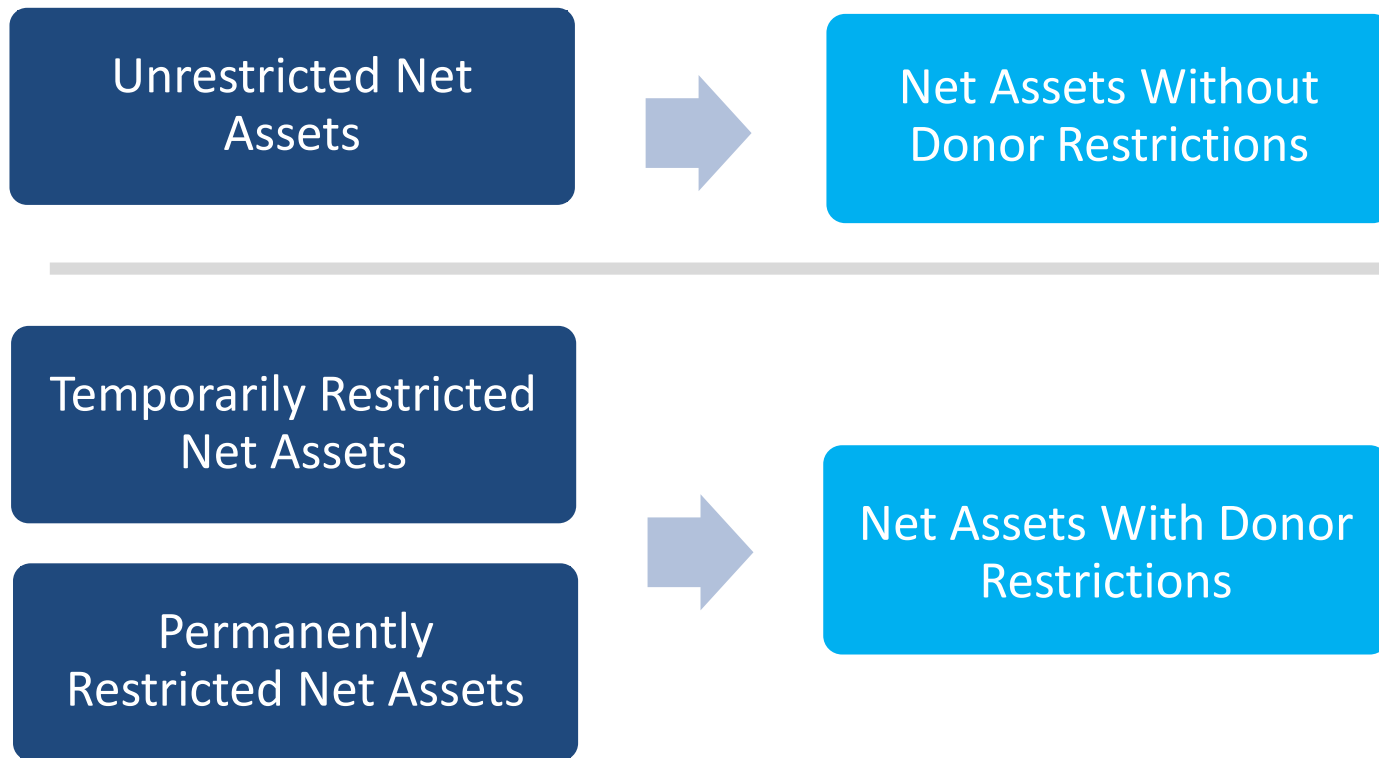 Unrestricted Net
Assets
Net Assets Without
Donor Restrictions
Temporarily Restricted
Net Assets
Permanently
Restricted Net Assets
Net Assets With Donor
Restrictions